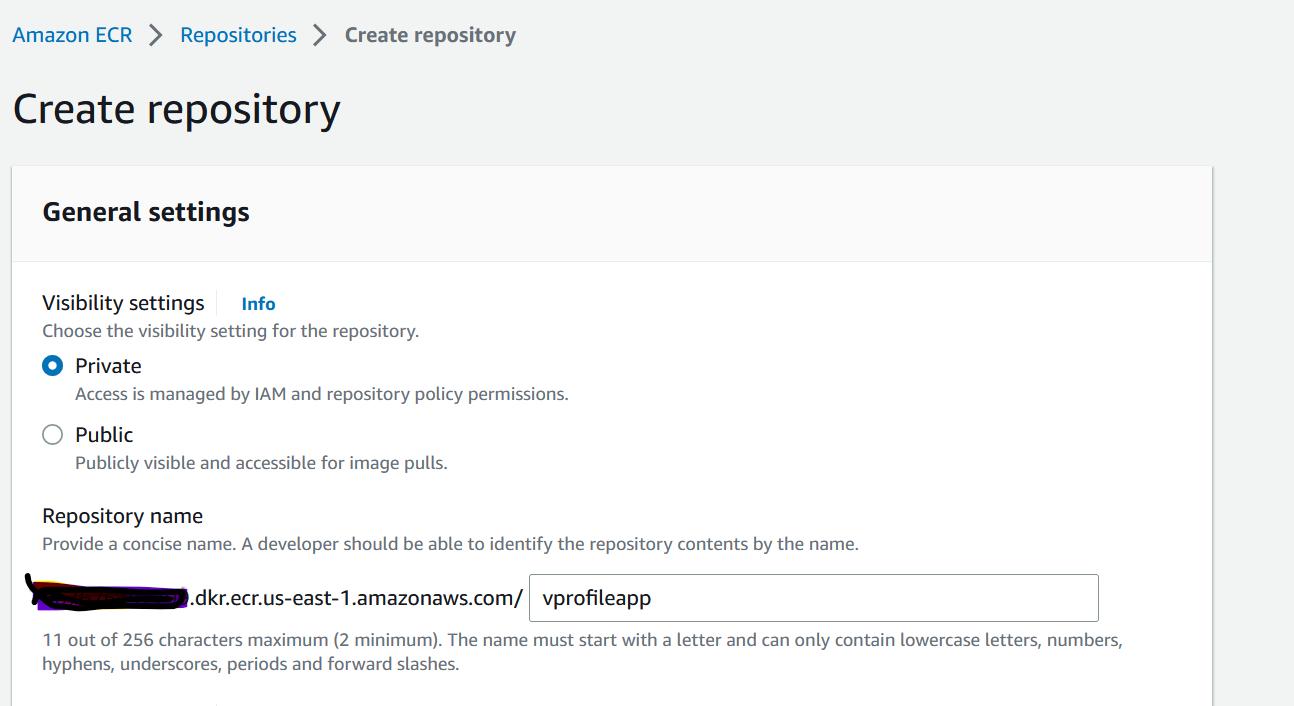 Amazon ECR > Repositories > Create repository
Create repository
General settings
Visibility settings Info
Choose the visibility setting for the repository.
Private
Access is managed by IAM and repository policy permissions.
Public
Publicly visible and accessible for image pulls.
Repository name
Provide a concise name. A developer should be able to identify the repository contents by the name.
.dkr.ecr.us-east-1.amazonaws.com/ vprofileapp
11 out of 256 characters maximum (2 minimum). The name must start with a letter and can only contain lowercase letters, numbers,
hyphens, underscores, periods and forward slashes.